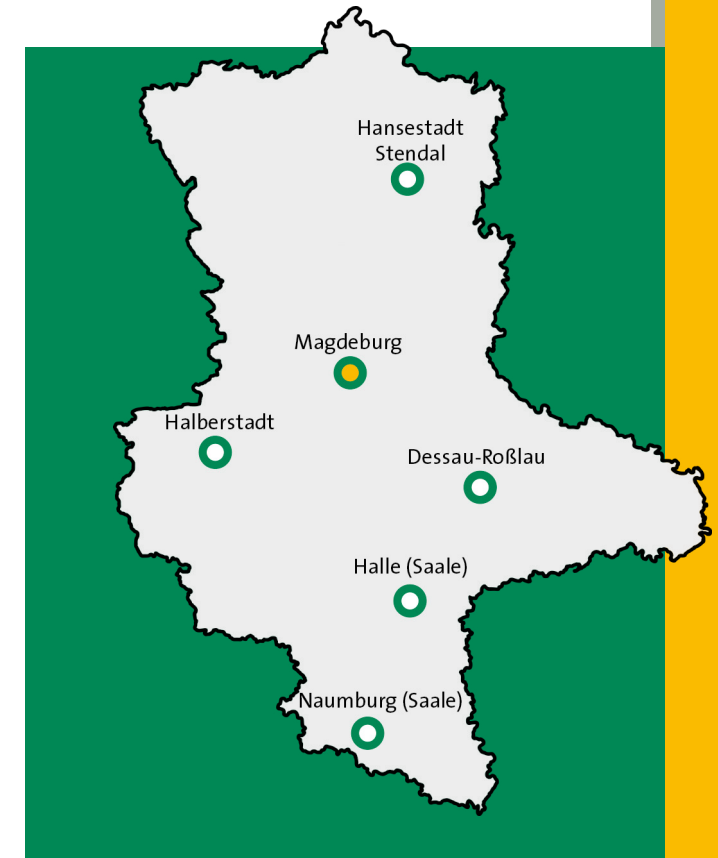 Hansestadt
Stendal
Magdeburg
Halberstadt
Dessau-Roßlau
Halle (Saale)
Naumburg (Saale)